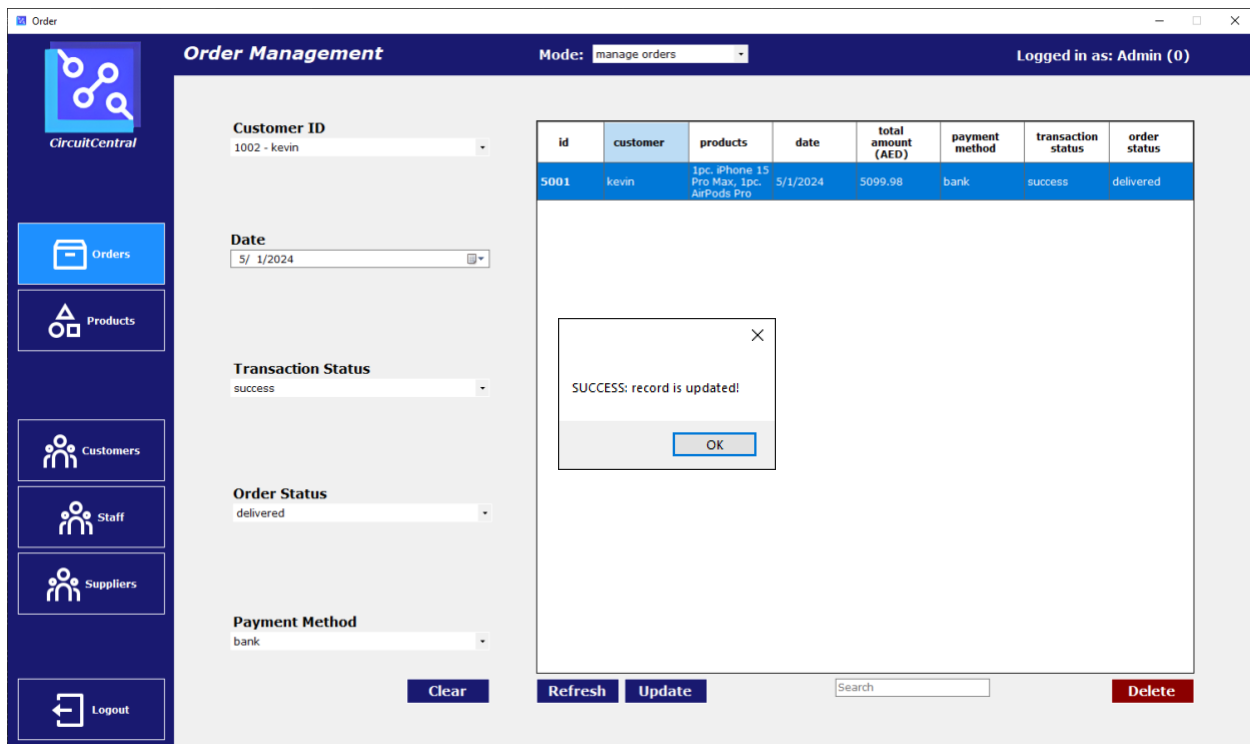 Order
Order Management
Mode: manage orders
Logged in as: Admin (0)
CircuitCentral
Orders
Products
Customers
Staff
Suppliers
Logout
Customer ID
1002 - kevin
Date
5/ 1/2024
Transaction Status
success
Order Status
delivered
Payment Method
bank
Clear
id customer products date total amount (AED) payment method transaction status order status
5001 kevin 1pc. iPhone 15 Pro Max, 1pc. AirPods Pro 5/1/2024 5099.98 bank success delivered
SUCCESS: record is updated!
OK
Refresh
Update
Search
Delete